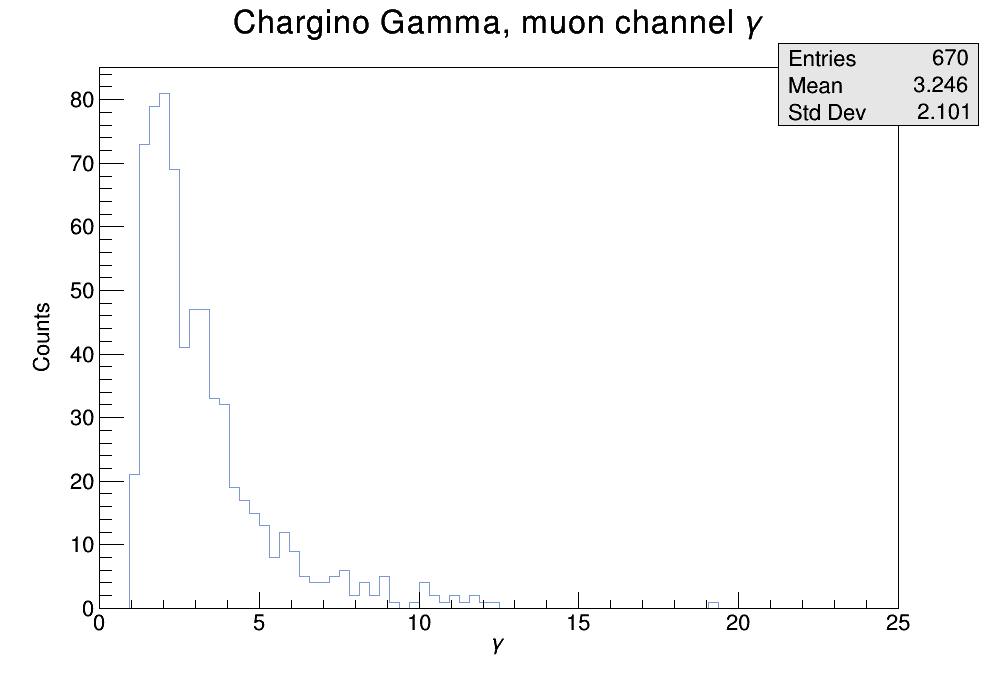 Chargino Gamma, muon channel γ
Entries 670
Mean 3.246
Std Dev 2.101
80
70
60
50
40
30
20
10
0
Counts
0 5 10 15 20 25
γ